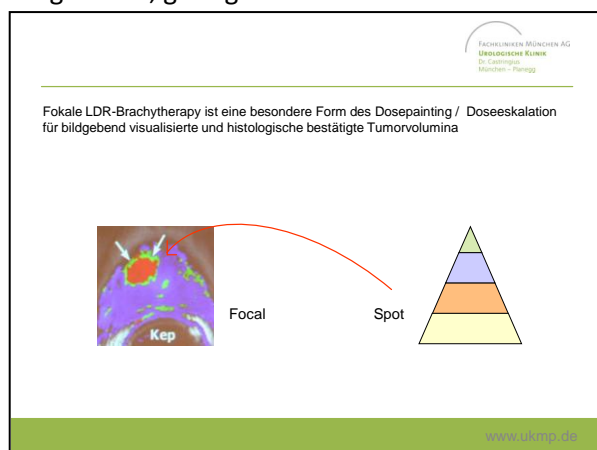 FACHKLINIKEN MÜNCHEN AG
UROLOGISCHE KLINIK
Dr. Castringius
München – Planegg
Fokale LDR-Brachytherapy ist eine besondere Form des Dosepainting / Doseeskalation
für bildgebend visualisierte und histologische bestätigte Tumorvolumina
Focal
Spot
Kep
www.ukmp.de